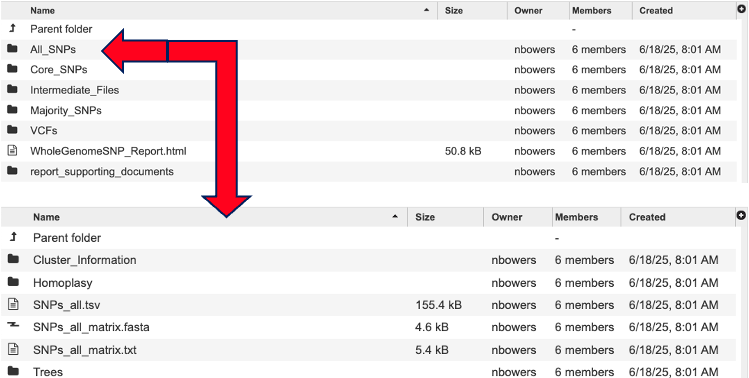 Name Size Owner Members Created
Parent folder -
All_SNPs nbowers 6 members 6/18/25, 8:01 AM
Core_SNPs nbowers 6 members 6/18/25, 8:01 AM
Intermediate_Files nbowers 6 members 6/18/25, 8:01 AM
Majority_SNPs nbowers 6 members 6/18/25, 8:01 AM
VCFs nbowers 6 members 6/18/25, 8:01 AM
WholeGenomeSNP_Report.html 50.8 kB nbowers 6 members 6/18/25, 8:01 AM
report_supporting_documents nbowers 6 members 6/18/25, 8:01 AM
Name Size Owner Members Created
Parent folder -
Cluster_Information nbowers 6 members 6/18/25, 8:01 AM
Homoplasy nbowers 6 members 6/18/25, 8:01 AM
SNPs_all.tsv 155.4 kB nbowers 6 members 6/18/25, 8:01 AM
SNPs_all_matrix.fasta 4.6 kB nbowers 6 members 6/18/25, 8:01 AM
SNPs_all_matrix.txt 5.4 kB nbowers 6 members 6/18/25, 8:01 AM
Trees nbowers 6 members 6/18/25, 8:01 AM